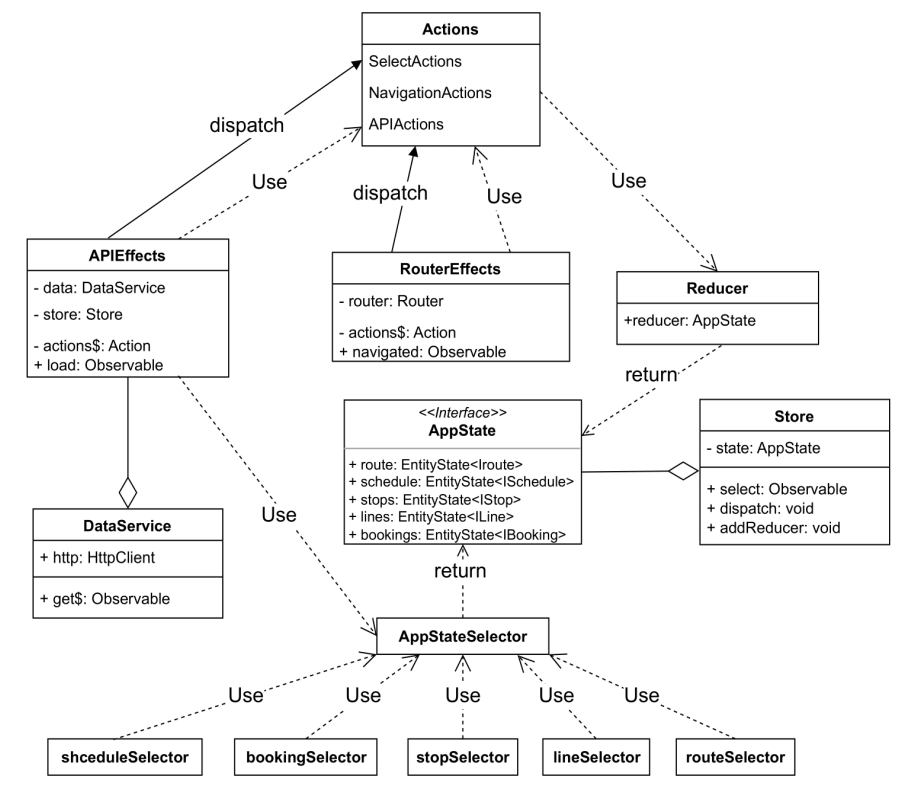 Actions
SelectActions
NavigationActions
APIActions
dispatch
Use
dispatch
Use
Use
APIEffects
- data: DataService
- store: Store
- actions$: Action
+ load: Observable
RouterEffects
- router: Router
- actions$: Action
+ navigated: Observable
Reducer
+reducer: AppState
return
<<Interface>>
AppState
+ route: EntityState<Iroute>
+ schedule: EntityState<ISchedule>
+ stops: EntityState<IStop>
+ lines: EntityState<ILine>
+ bookings: EntityState<IBooking>
Store
- state: AppState
+ select: Observable
+ dispatch: void
+ addReducer: void
DataService
+ http: HttpClient
+ get$: Observable
Use
return
AppStateSelector
Use
Use
Use
Use
Use
shceduleSelector
bookingSelector
stopSelector
lineSelector
routeSelector